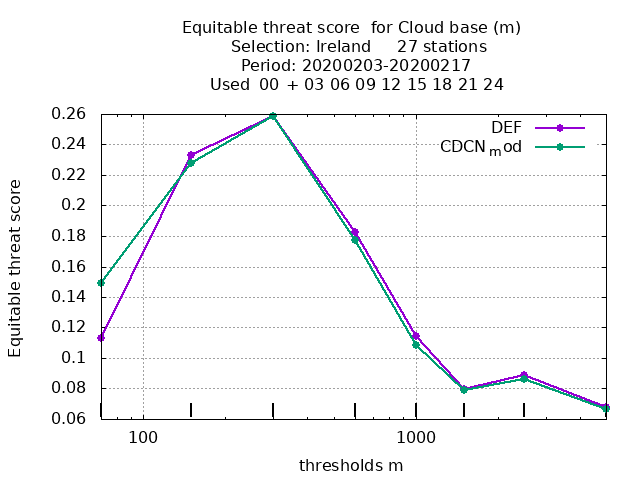 Equitable threat score  for Cloud base (m)
Selection: Ireland     27 stations
Period: 20200203-20200217
Used  00 + 03 06 09 12 15 18 21 24
DEF
CDCN_mod
0.26
0.24
0.22
0.2
0.18
0.16
0.14
0.12
0.1
0.08
0.06
Equitable threat score
100 1000
thresholds m